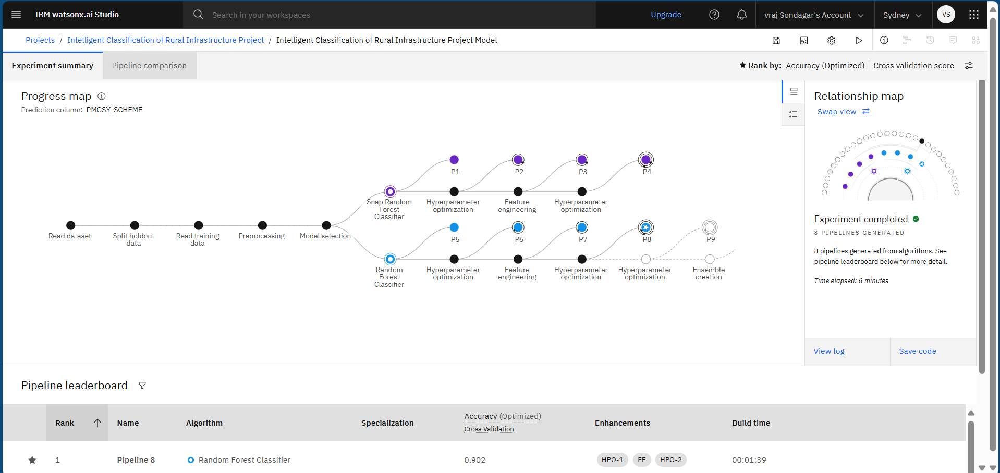 IBM watsonx.ai Studio
Search in your workspaces
Upgrade
vraj Sondagar's Account
Sydney
VS
Projects / Intelligent Classification of Rural Infrastructure Project / Intelligent Classification of Rural Infrastructure Project Model
Experiment summary
Pipeline comparison
Rank by: Accuracy (Optimized) | Cross validation score
Progress map
Prediction column: PMGSY_SCHEME
P1
P2
P3
P4
Snap Random
Forest
Classifier
Hyperparameter
optimization
Feature
engineering
Hyperparameter
optimization
Read dataset
Split holdout
data
Read training
data
Preprocessing
Model selection
P5
P6
P7
P8
P9
Random
Forest
Classifier
Hyperparameter
optimization
Feature
engineering
Hyperparameter
optimization
Hyperparameter
optimization
Ensemble
creation
Relationship map
Swap view
Experiment completed
8 PIPELINES GENERATED
8 pipelines generated from algorithms. See
pipeline leaderboard below for more detail.
Time elapsed: 6 minutes
View log
Save code
Pipeline leaderboard
Rank
Name
Algorithm
Specialization
Accuracy (Optimized)
Cross Validation
Enhancements
Build time
1
Pipeline 8
Random Forest Classifier
0.902
HPO-1
FE
HPO-2
00:01:39